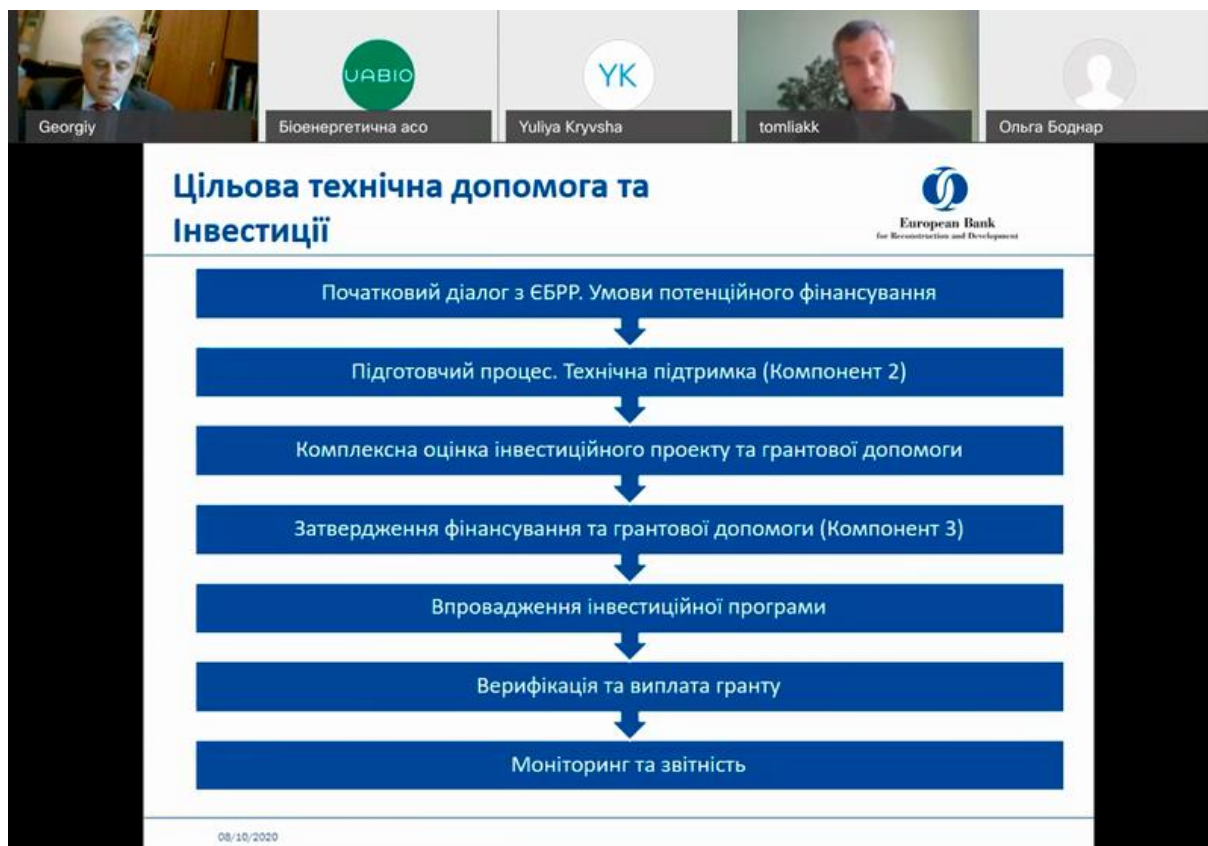 Georgiy
UABIO
Біоенергетична асо
YK
Yuliya Kryvsha
tomliakk
Ольга Боднар
Цільова технічна допомога та
Інвестиції
European Bank
for Reconstruction and Development
Початковий діалог з ЄБРР. Умови потенційного фінансування
Підготовчий процес. Технічна підтримка (Компонент 2)
Комплексна оцінка інвестиційного проекту та грантової допомоги
Затвердження фінансування та грантової допомоги (Компонент 3)
Впровадження інвестиційної програми
Верифікація та виплата гранту
Моніторинг та звітність
08/10/2020